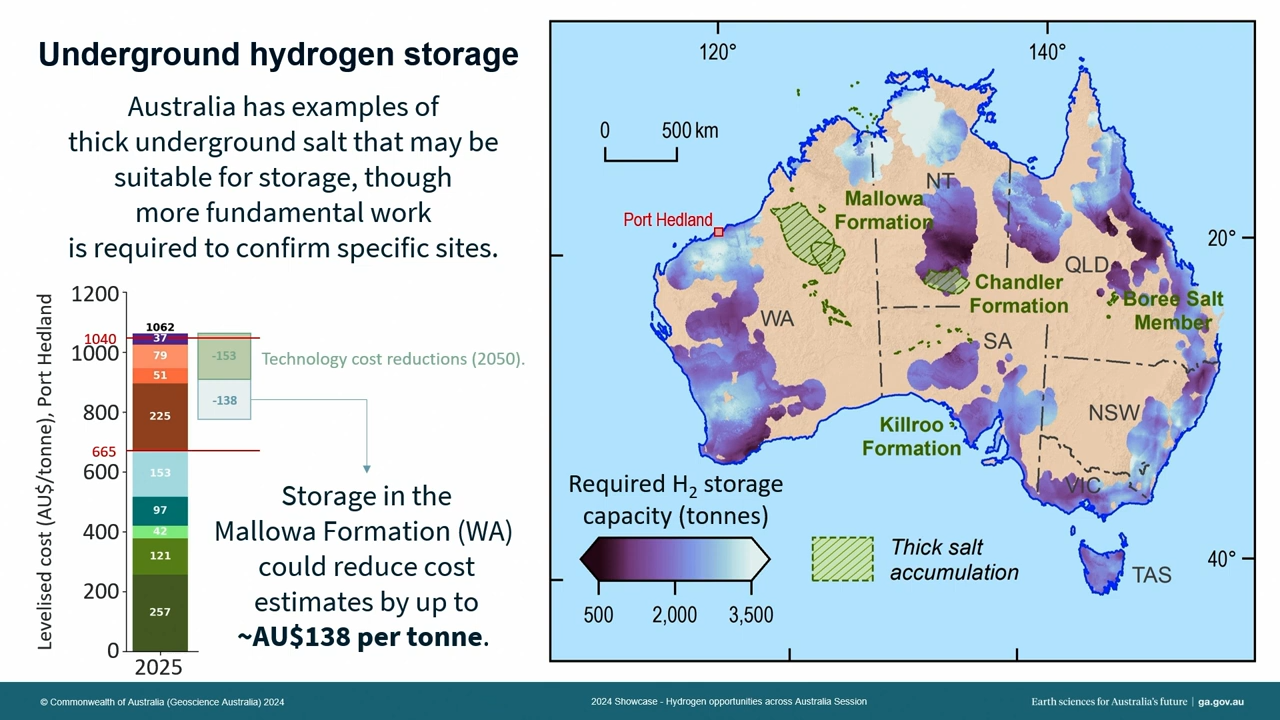 Underground hydrogen storage
Australia has examples of
thick underground salt that may be
suitable for storage, though
more fundamental work
is required to confirm specific sites.
Levelised cost (AU$/tonne), Port Hedland
1200
1000
800
600
400
200
0
1040
665
1062
37
79
51
225
153
97
42
121
257
2025
-153
-138
Technology cost reductions (2050).
Storage in the
Mallowa Formation (WA)
could reduce cost
estimates by up to
~AU$138 per tonne.
120°
140°
20°
40°
0 500 km
Port Hedland
Mallowa
Formation
NT
Chandler
Formation
QLD
Boree Salt
Member
WA
SA
NSW
Killroo
Formation
VIC
TAS
Required H₂ storage
capacity (tonnes)
500 2,000 3,500
Thick salt
accumulation
© Commonwealth of Australia (Geoscience Australia) 2024
2024 Showcase - Hydrogen opportunities across Australia Session
Earth sciences for Australia's future | ga.gov.au